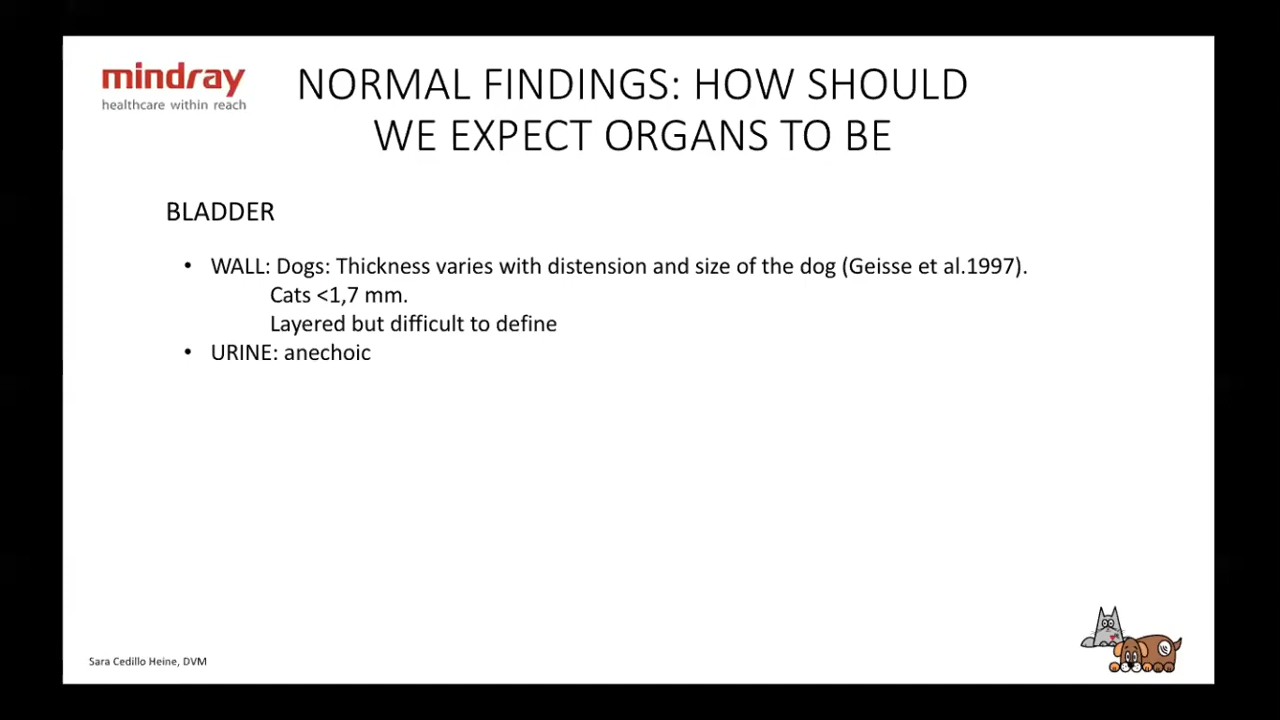 mindray
healthcare within reach
NORMAL FINDINGS: HOW SHOULD
WE EXPECT ORGANS TO BE
BLADDER
• WALL: Dogs: Thickness varies with distension and size of the dog (Geisse et al.1997).
Cats <1,7 mm.
Layered but difficult to define
• URINE: anechoic
Sara Cedillo Heine, DVM